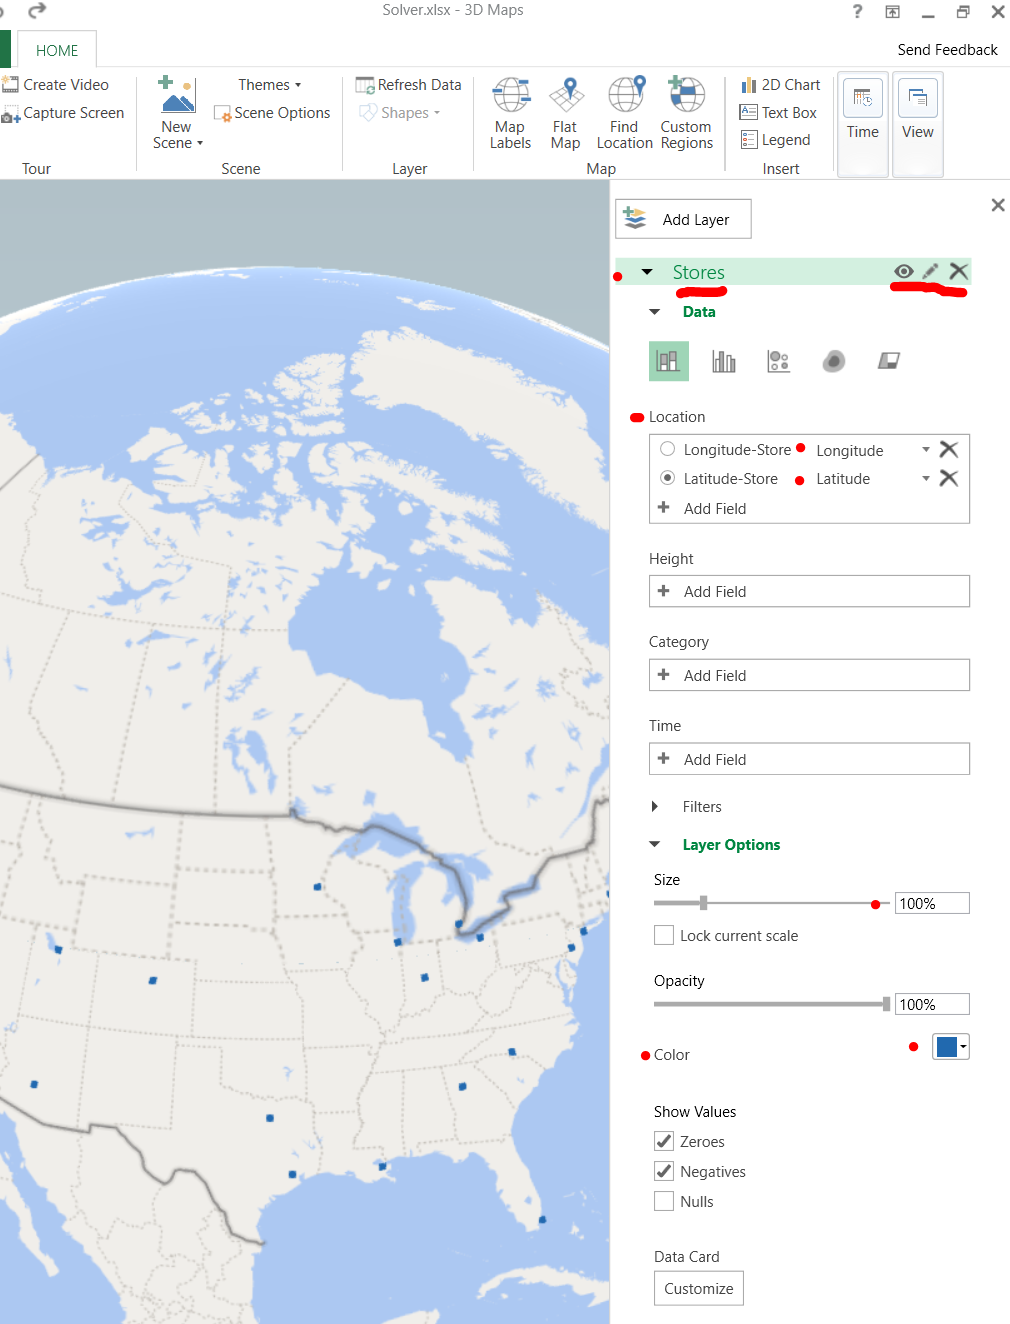 Solver.xlsx - 3D Maps
?
HOME
Send Feedback
Create Video
Capture Screen
Tour
New Scene
Themes
Scene Options
Scene
Refresh Data
Shapes
Layer
Map Labels
Flat Map
Find Location
Custom Regions
Map
2D Chart
Text Box
Legend
Insert
Time
View
Add Layer
Stores
Data
Location
Longitude-Store Longitude
Latitude-Store Latitude
Add Field
Height
Add Field
Category
Add Field
Time
Add Field
Filters
Layer Options
Size
100%
Lock current scale
Opacity
100%
Color
Show Values
Zeroes
Negatives
Nulls
Data Card
Customize